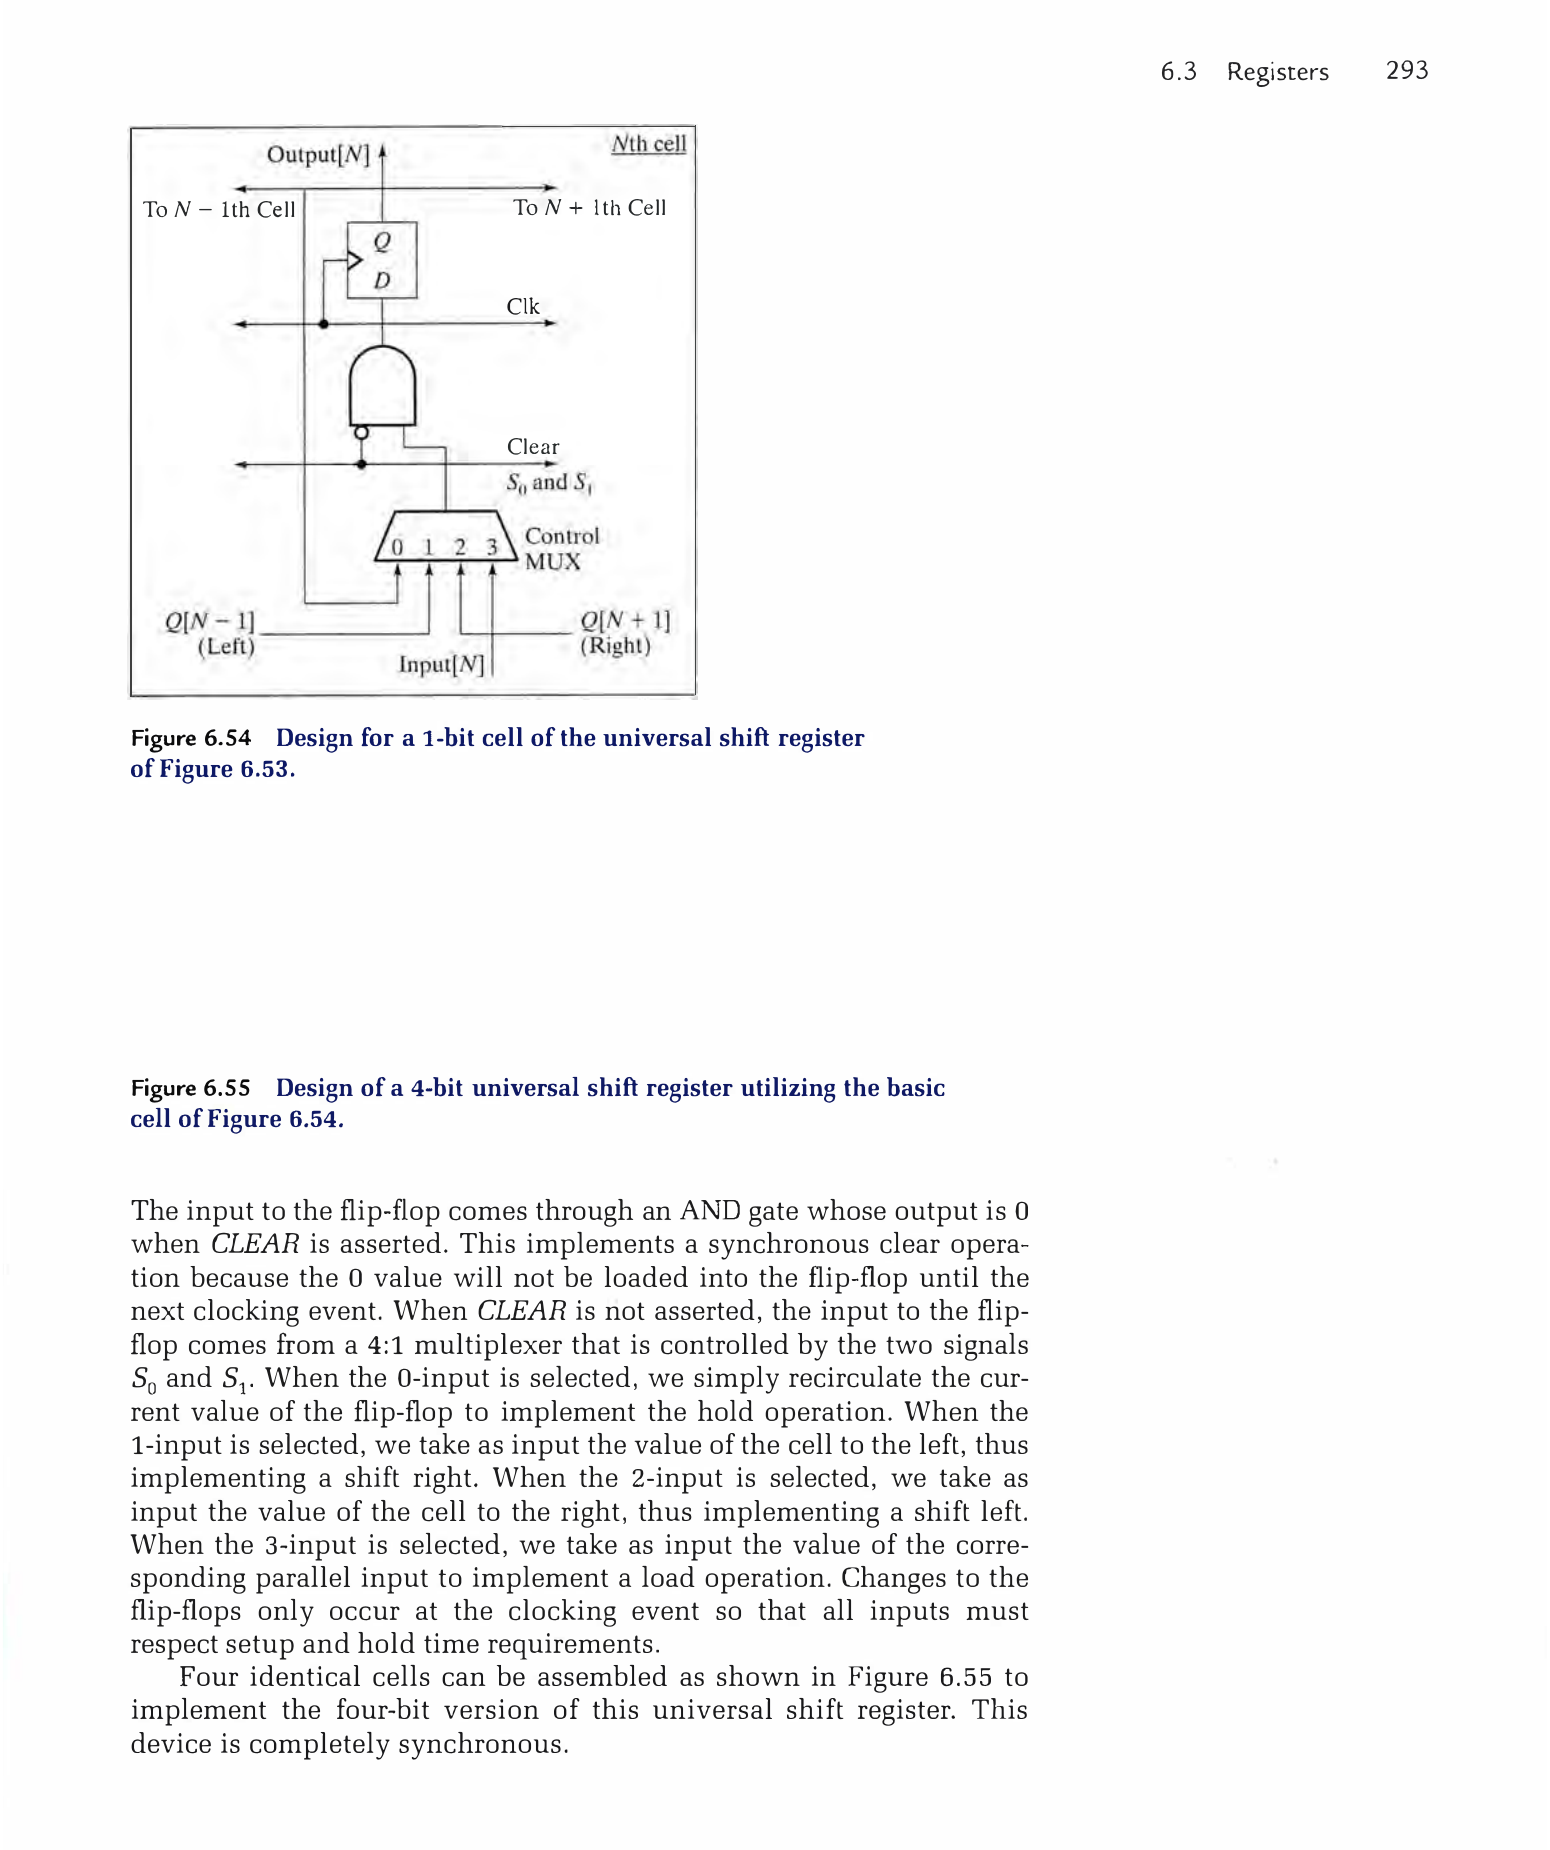 6.3 Registers 293
Nth cell
Output[N]
To N − 1th Cell
To N + 1th Cell
Q
D
Clk
Clear
S₀ and S₁
0 1 2 3
Control
MUX
Q[N − 1]
(Left)
Q[N + 1]
(Right)
Input[N]
Figure 6.54 Design for a 1-bit cell of the universal shift register
of Figure 6.53.
Figure 6.55 Design of a 4-bit universal shift register utilizing the basic
cell of Figure 6.54.
The input to the flip-flop comes through an AND gate whose output is 0
when CLEAR is asserted. This implements a synchronous clear opera-
tion because the 0 value will not be loaded into the flip-flop until the
next clocking event. When CLEAR is not asserted, the input to the flip-
flop comes from a 4:1 multiplexer that is controlled by the two signals
S₀ and S₁. When the 0-input is selected, we simply recirculate the cur-
rent value of the flip-flop to implement the hold operation. When the
1-input is selected, we take as input the value of the cell to the left, thus
implementing a shift right. When the 2-input is selected, we take as
input the value of the cell to the right, thus implementing a shift left.
When the 3-input is selected, we take as input the value of the corre-
sponding parallel input to implement a load operation. Changes to the
flip-flops only occur at the clocking event so that all inputs must
respect setup and hold time requirements.
Four identical cells can be assembled as shown in Figure 6.55 to
implement the four-bit version of this universal shift register. This
device is completely synchronous.